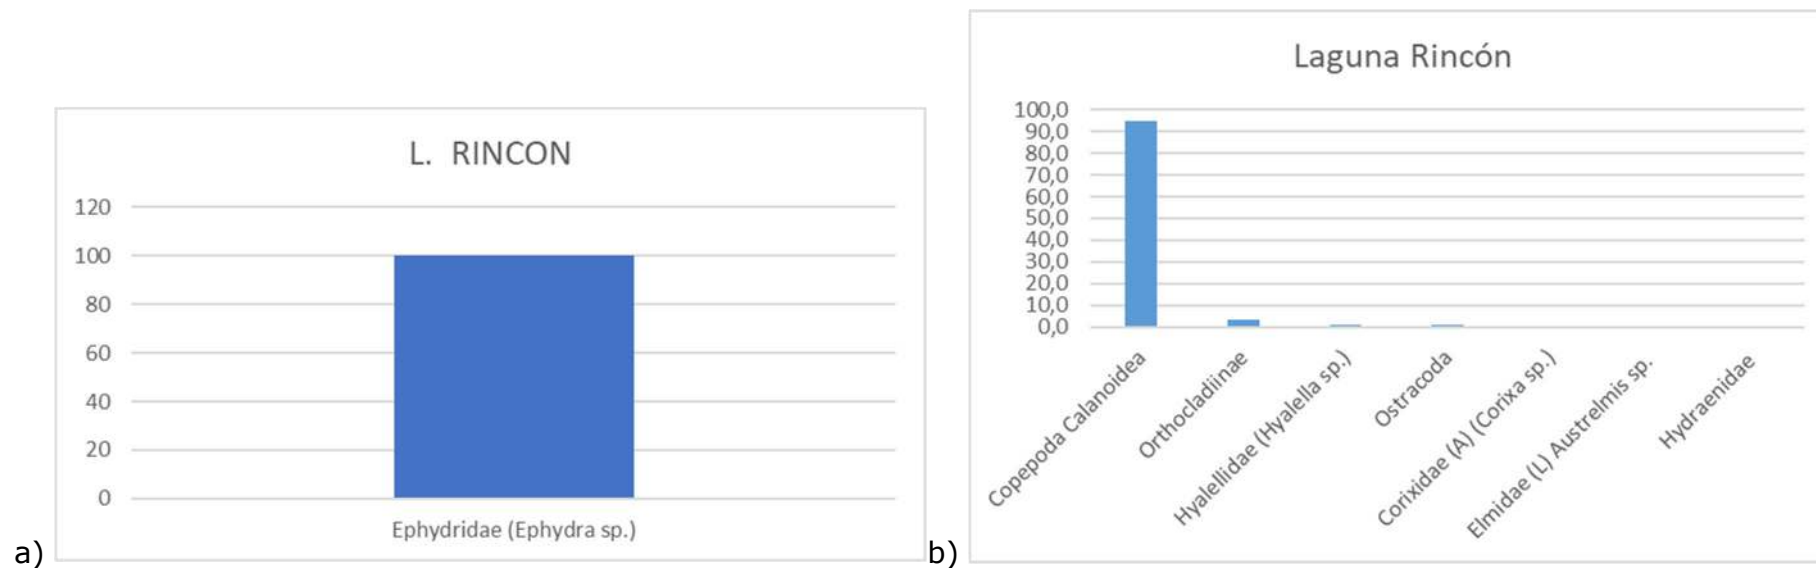 L. RINCON
120
100
80
60
40
20
0
Ephydridae (Ephydra sp.)
a)
Laguna Rincón
100,0
90,0
80,0
70,0
60,0
50,0
40,0
30,0
20,0
10,0
0,0
Copepoda Calanoidea
Orthocladiinae
Hyalellidae (Hyalella sp.)
Ostracoda
Corixidae (A) (Corixa sp.)
Elmidae (L) Austrelmis sp.
Hydraenidae
b)